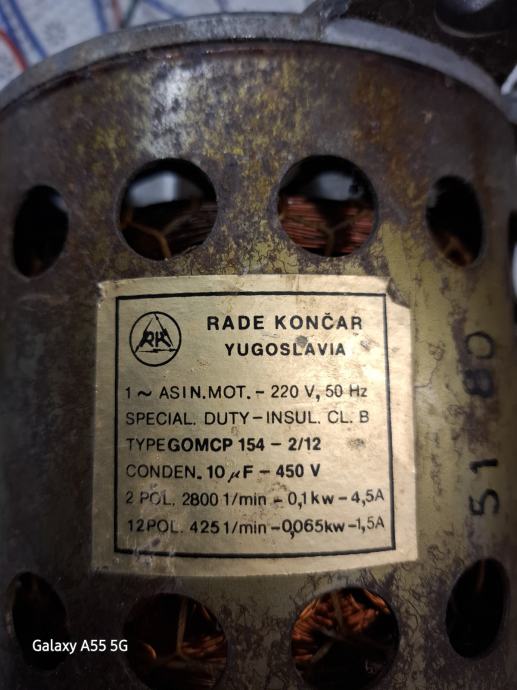 RK
RADE KONČAR
YUGOSLAVIA
1 ~ ASIN.MOT. - 220 V, 50 Hz
SPECIAL. DUTY - INSUL. CL. B
TYPE GOMCP 154 - 2/12
CONDEN. 10 µF - 450 V
2 POL. 2800 1/min - 0,1 kw - 4,5A
12 POL. 425 1/min - 0,065kw - 1,5A
51 80
Galaxy A55 5G